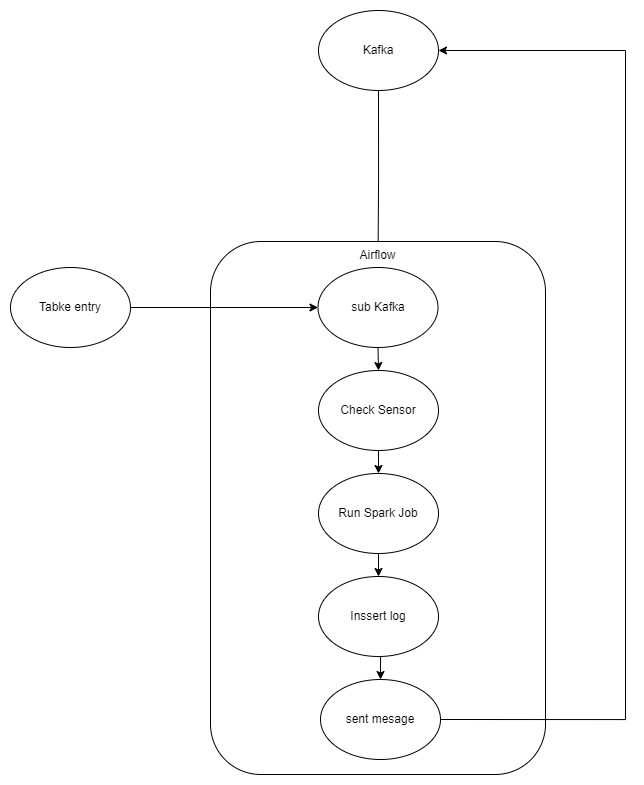 Kafka
Airflow
Tabke entry
sub Kafka
Check Sensor
Run Spark Job
Inssert log
sent mesage